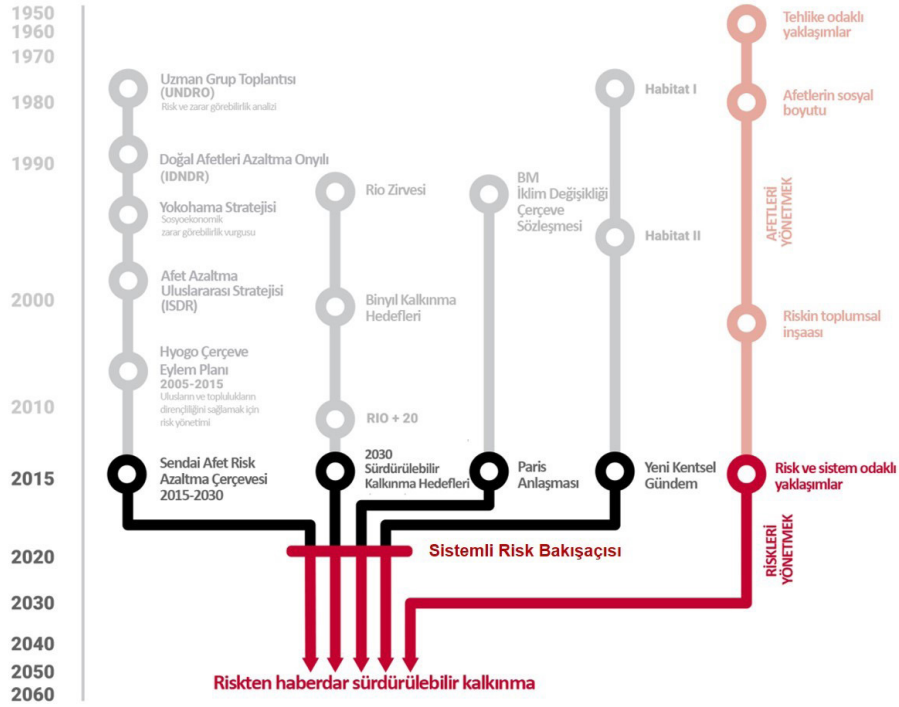 1950
1960
1970
1980
1990
2000
2010
2015
2020
2030
2040
2050
2060
Uzman Grup Toplantısı
(UNDRO)
Risk ve zarar görebilirlik analizi
Doğal Afetleri Azaltma Onyılı
(IDNDR)
Yokohama Stratejisi
Sosyoekonomik
zarar görebilirlik vurgusu
Afet Azaltma
Uluslararası Stratejisi
(ISDR)
Hyogo Çerçeve
Eylem Planı
2005-2015
Ulusların ve toplulukların
dirençliliğini sağlamak için
risk yönetimi
Sendai Afet Risk
Azaltma Çerçevesi
2015-2030
Rio Zirvesi
Binyıl Kalkınma
Hedefleri
RIO + 20
2030
Sürdürülebilir
Kalkınma Hedefleri
BM
İklim Değişikliği
Çerçeve
Sözleşmesi
Paris
Anlaşması
Habitat I
Habitat II
Yeni Kentsel
Gündem
Tehlike odaklı
yaklaşımlar
Afetlerin sosyal
boyutu
AFETLERİ
YÖNETMEK
Riskin toplumsal
inşaası
Risk ve sistem odaklı
yaklaşımlar
RİSKLERİ
YÖNETMEK
Sistemli Risk Bakışaçısı
Riskten haberdar sürdürülebilir kalkınma